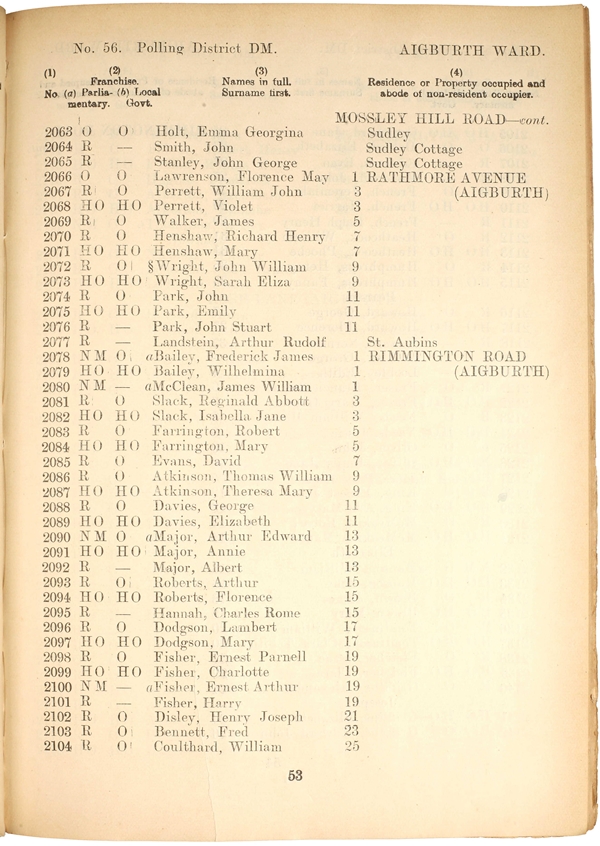 No. 56. Polling District DM. AIGBURTH WARD.
(1) (2) (3) (4)
Franchise. Names in full. Residence or Property occupied and
No. (a) Parlia- (b) Local Surname first. abode of non-resident occupier.
mentary. Govt.
MOSSLEY HILL ROAD—cont.
2063 O O Holt, Emma Georgina Sudley
2064 R — Smith, John Sudley Cottage
2065 R — Stanley, John George Sudley Cottage
2066 O O Lawrenson, Florence May 1 RATHMORE AVENUE
2067 R O Perrett, William John 3 (AIGBURTH)
2068 HO HO Perrett, Violet 3
2069 R O Walker, James 5
2070 R O Henshaw, Richard Henry 7
2071 HO HO Henshaw, Mary 7
2072 R O §Wright, John William 9
2073 HO HO Wright, Sarah Eliza 9
2074 R O Park, John 11
2075 HO HO Park, Emily 11
2076 R — Park, John Stuart 11
2077 R — Landstein, Arthur Rudolf St. Aubins
2078 NM O aBailey, Frederick James 1 RIMMINGTON ROAD
2079 HO HO Bailey, Wilhelmina 1 (AIGBURTH)
2080 NM — aMcClean, James William 1
2081 R O Slack, Reginald Abbott 3
2082 HO HO Slack, Isabella Jane 3
2083 R O Farrington, Robert 5
2084 HO HO Farrington, Mary 5
2085 R O Evans, David 7
2086 R O Atkinson, Thomas William 9
2087 HO HO Atkinson, Theresa Mary 9
2088 R O Davies, George 11
2089 HO HO Davies, Elizabeth 11
2090 NM O aMajor, Arthur Edward 13
2091 HO HO Major, Annie 13
2092 R — Major, Albert 13
2093 R O Roberts, Arthur 15
2094 HO HO Roberts, Florence 15
2095 R — Hannah, Charles Rome 15
2096 R O Dodgson, Lambert 17
2097 HO HO Dodgson, Mary 17
2098 R O Fisher, Ernest Parnell 19
2099 HO HO Fisher, Charlotte 19
2100 NM — aFisher, Ernest Arthur 19
2101 R — Fisher, Harry 19
2102 R O Disley, Henry Joseph 21
2103 R O Bennett, Fred 23
2104 R O Coulthard, William 25
53